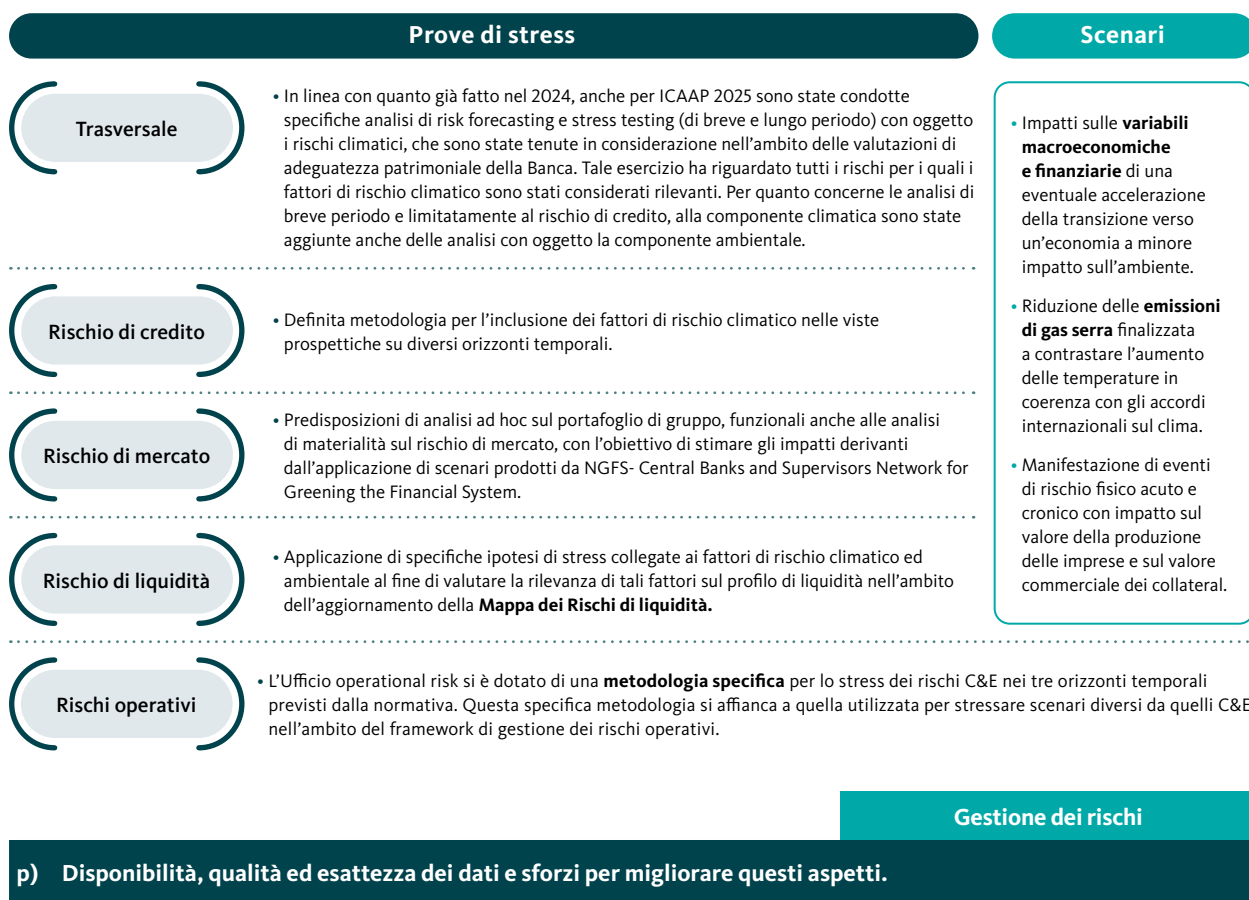 Prove di stress
Scenari
Trasversale
• In linea con quanto già fatto nel 2024, anche per ICAAP 2025 sono state condotte
specifiche analisi di risk forecasting e stress testing (di breve e lungo periodo) con oggetto
i rischi climatici, che sono state tenute in considerazione nell’ambito delle valutazioni di
adeguatezza patrimoniale della Banca. Tale esercizio ha riguardato tutti i rischi per i quali i
fattori di rischio climatico sono stati considerati rilevanti. Per quanto concerne le analisi di
breve periodo e limitatamente al rischio di credito, alla componente climatica sono state
aggiunte anche delle analisi con oggetto la componente ambientale.
Rischio di credito
• Definita metodologia per l’inclusione dei fattori di rischio climatico nelle viste
prospettiche su diversi orizzonti temporali.
Rischio di mercato
• Predisposizioni di analisi ad hoc sul portafoglio di gruppo, funzionali anche alle analisi
di materialità sul rischio di mercato, con l’obiettivo di stimare gli impatti derivanti
dall’applicazione di scenari prodotti da NGFS- Central Banks and Supervisors Network for
Greening the Financial System.
Rischio di liquidità
• Applicazione di specifiche ipotesi di stress collegate ai fattori di rischio climatico ed
ambientale al fine di valutare la rilevanza di tali fattori sul profilo di liquidità nell’ambito
dell’aggiornamento della Mappa dei Rischi di liquidità.
• Impatti sulle variabili
macroeconomiche
e finanziarie di una
eventuale accelerazione
della transizione verso
un’economia a minore
impatto sull’ambiente.
• Riduzione delle emissioni
di gas serra finalizzata
a contrastare l’aumento
delle temperature in
coerenza con gli accordi
internazionali sul clima.
• Manifestazione di eventi
di rischio fisico acuto e
cronico con impatto sul
valore della produzione
delle imprese e sul valore
commerciale dei collateral.
Rischi operativi
• L’Ufficio operational risk si è dotato di una metodologia specifica per lo stress dei rischi C&E nei tre orizzonti temporali
previsti dalla normativa. Questa specifica metodologia si affianca a quella utilizzata per stressare scenari diversi da quelli C&E
nell’ambito del framework di gestione dei rischi operativi.
Gestione dei rischi
p) Disponibilità, qualità ed esattezza dei dati e sforzi per migliorare questi aspetti.